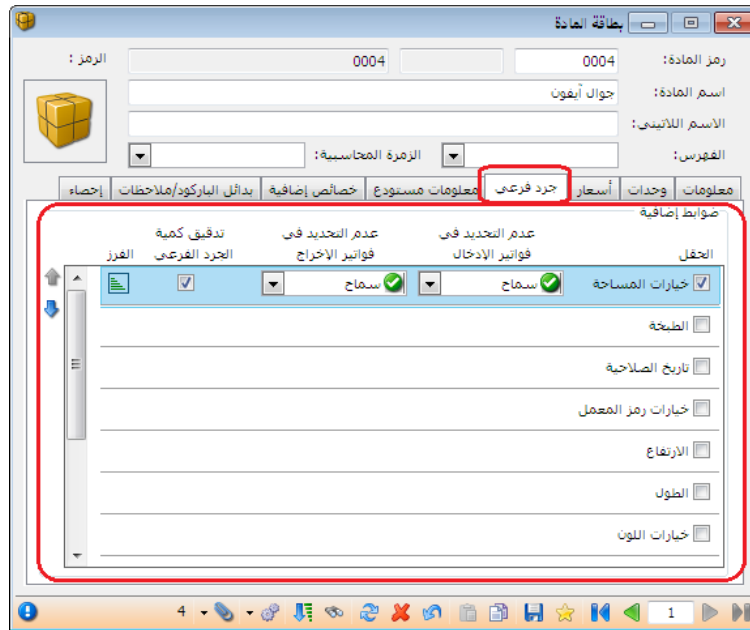 بطاقة المادة
رمز المادة: 0004 0004 الرمز :
اسم المادة: جوال آيفون
الاسم اللاتيني:
الفهرس: الزمرة المحاسبية:
معلومات وحدات أسعار جرد فرعي معلومات مستودع خصائص إضافية بدائل الباركود/ملاحظات إحصاء
ضوابط إضافية
الحقل عدم التحديد في فواتير الإدخال عدم التحديد في فواتير الإخراج تدقيق كمية الجرد الفرعي الفرز
خيارات المساحة سماح سماح
الطبخة
تاريخ الصلاحية
خيارات رمز المعمل
الارتفاع
الطول
خيارات اللون
1 4